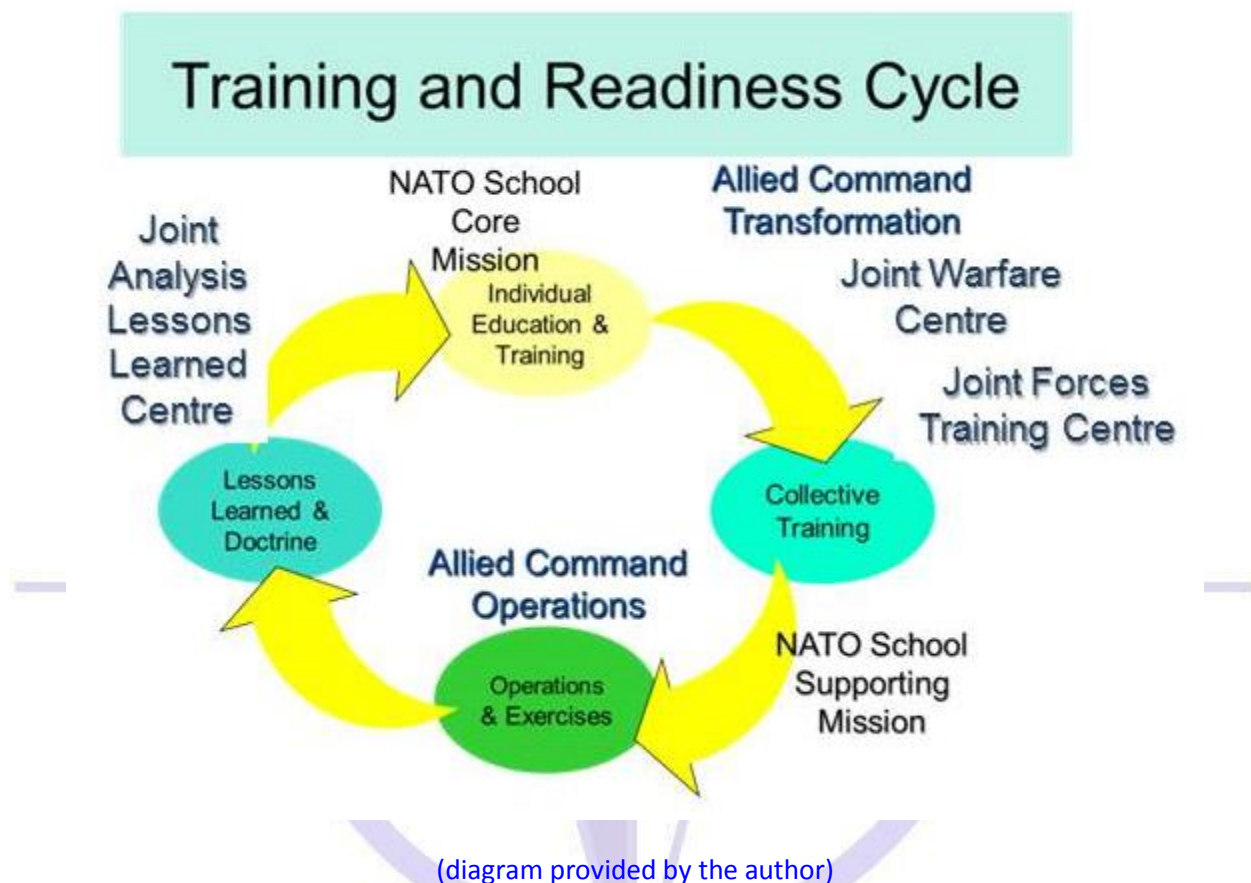 Training and Readiness Cycle
NATO School
Core
Mission
Allied Command
Transformation
Joint
Analysis
Lessons
Learned
Centre
Individual
Education &
Training
Joint Warfare
Centre
Joint Forces
Training Centre
Lessons
Learned &
Doctrine
Collective
Training
Allied Command
Operations
Operations
& Exercises
NATO School
Supporting
Mission
(diagram provided by the author)